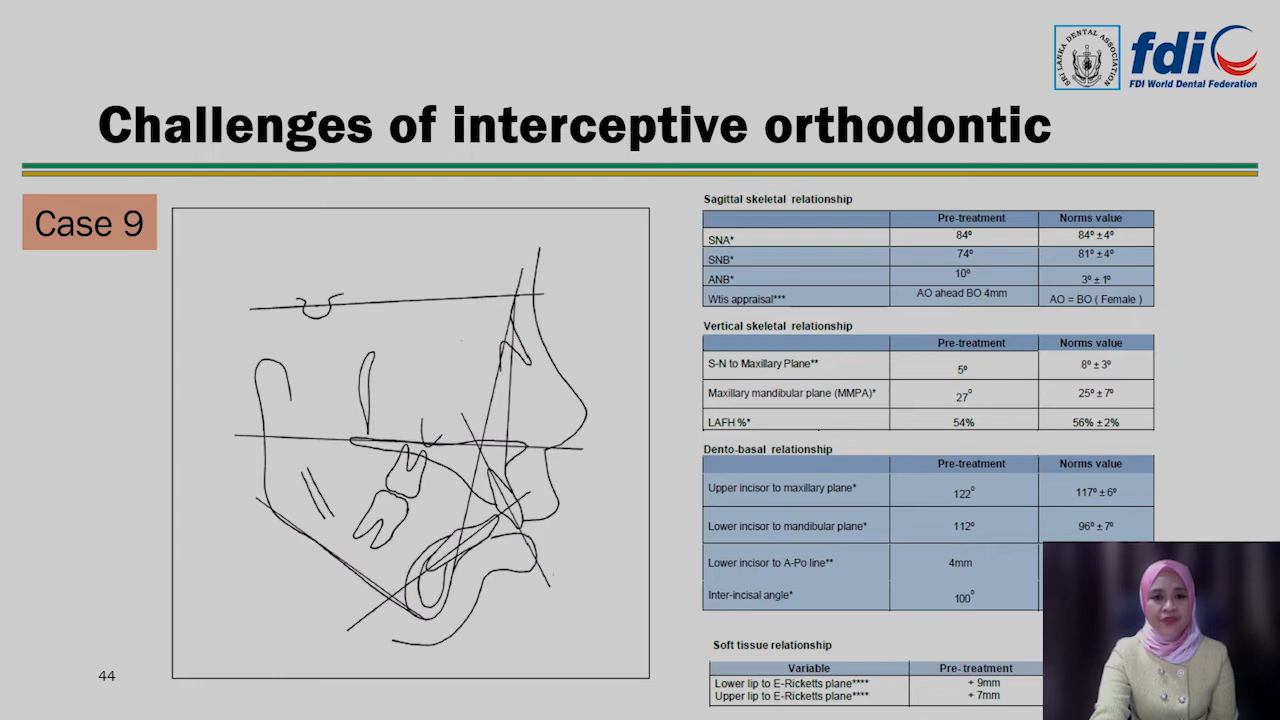 SRI LANKA DENTAL ASSOCIATION
fdi
FDI World Dental Federation
Challenges of interceptive orthodontic
Case 9
Sagittal skeletal relationship
Pre-treatment Norms value
SNA* 84º 84º ±4º
SNB* 74º 81º ±4º
ANB* 10º 3º ±1º
Wtis appraisal*** AO ahead BO 4mm AO = BO ( Female )
Vertical skeletal relationship
Pre-treatment Norms value
S-N to Maxillary Plane** 5º 8º ±3º
Maxillary mandibular plane (MMPA)* 27º 25º ±7º
LAFH %* 54% 56% ±2%
Dento-basal relationship
Pre-treatment Norms value
Upper incisor to maxillary plane* 122º 117º ±6º
Lower incisor to mandibular plane* 112º 96º ±7º
Lower incisor to A-Po line** 4mm
Inter-incisal angle* 100º
Soft tissue relationship
Variable Pre- treatment
Lower lip to E-Ricketts plane**** + 9mm
Upper lip to E-Ricketts plane**** + 7mm
44